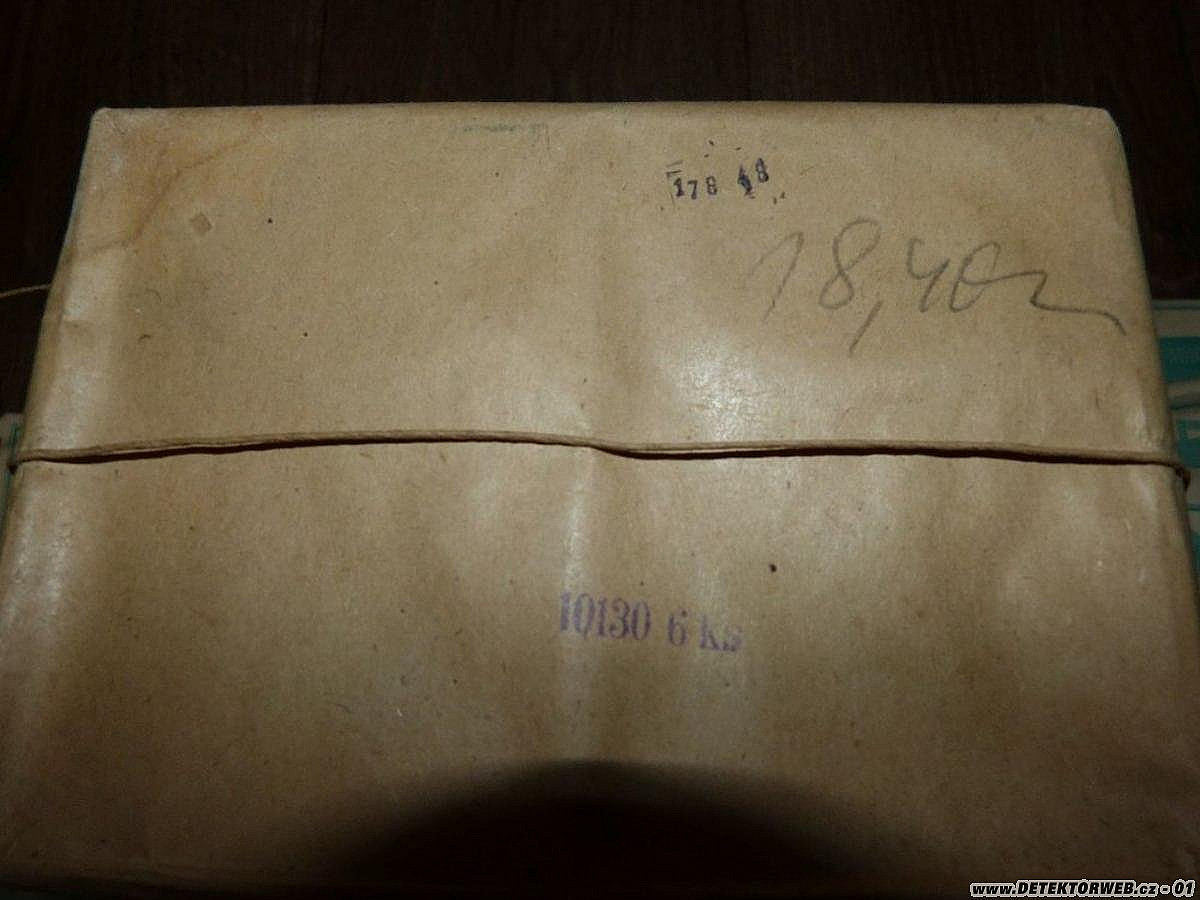 178 48
18,40
10130 6 ks
www.DETEKTORWEB.cz - 01